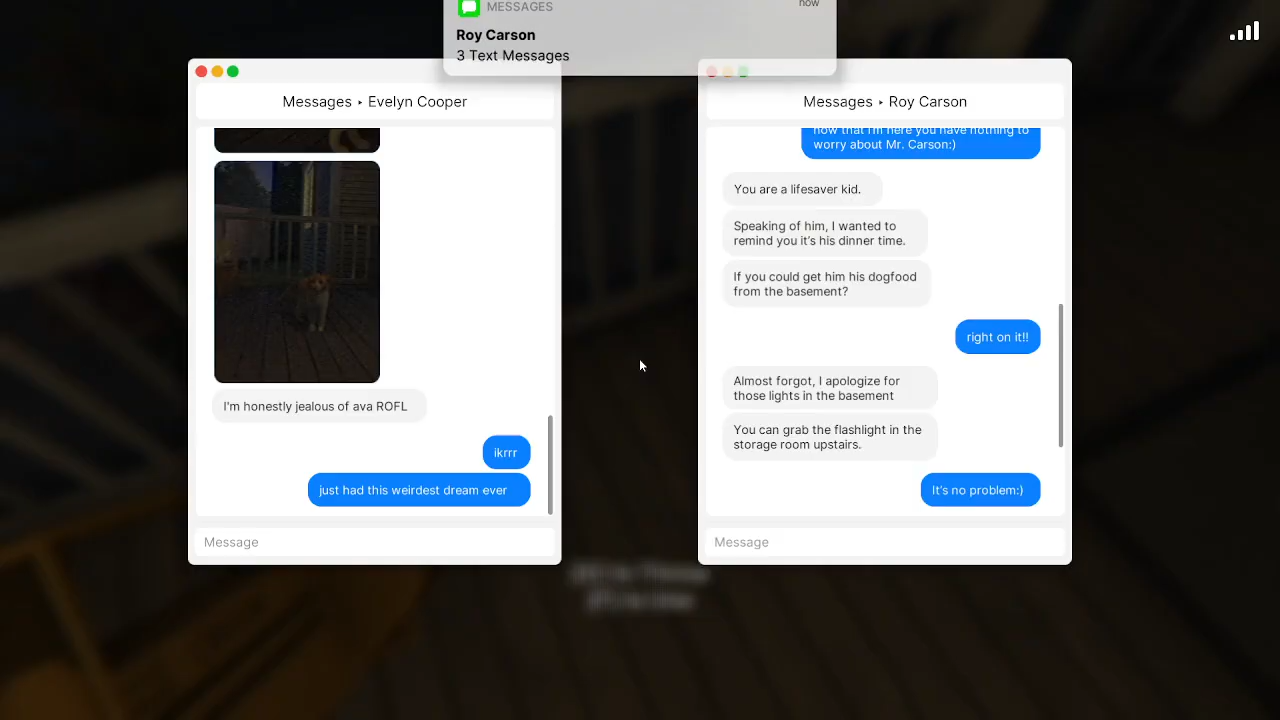 MESSAGES
now
Roy Carson
3 Text Messages
Messages ‣ Evelyn Cooper
I'm honestly jealous of ava ROFL
ikrrr
just had this weirdest dream ever
Message
Messages ‣ Roy Carson
now that I'm here you have nothing to
worry about Mr. Carson:)
You are a lifesaver kid.
Speaking of him, I wanted to
remind you it's his dinner time.
If you could get him his dogfood
from the basement?
right on it!!
Almost forgot, I apologize for
those lights in the basement
You can grab the flashlight in the
storage room upstairs.
It's no problem:)
Message